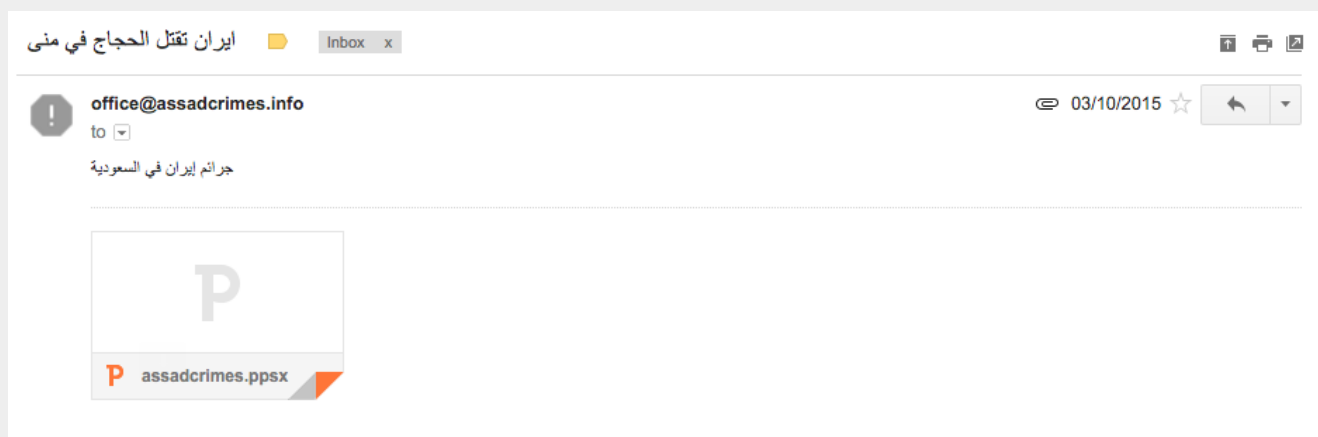 ايران تقتل الحجاج في منى Inbox x
office@assadcrimes.info 03/10/2015
to
جرائم إيران في السعودية
assadcrimes.ppsx